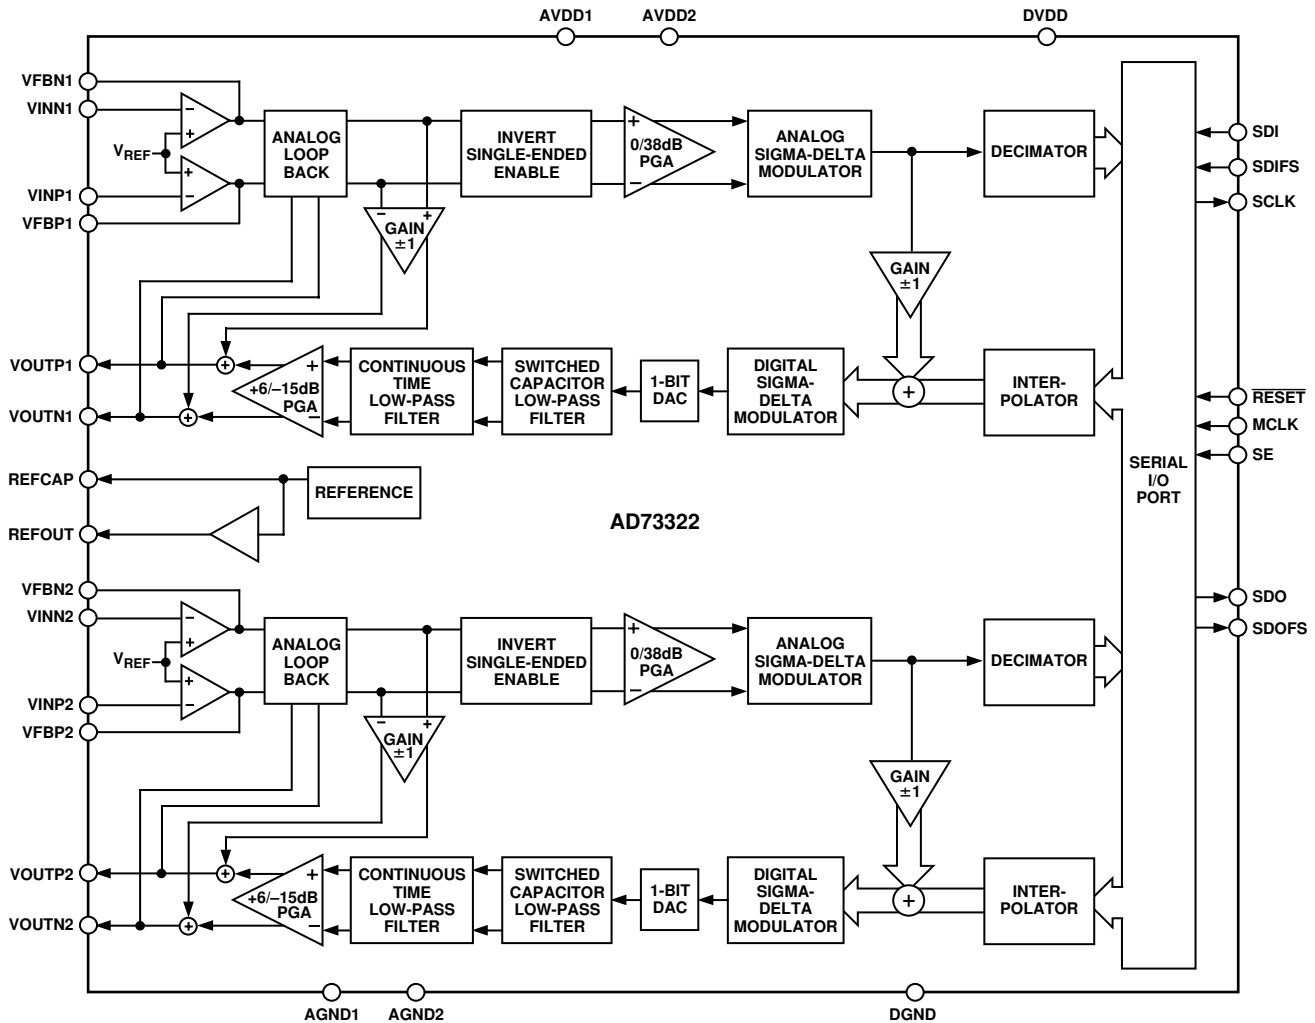 AVDD1
AVDD2
DVDD
VFBN1
VINN1
VREF
VINP1
VFBP1
−
+
+
−
ANALOG
LOOP
BACK
INVERT
SINGLE-ENDED
ENABLE
+
0/38dB
PGA
−
ANALOG
SIGMA-DELTA
MODULATOR
DECIMATOR
SDI
SDIFS
SCLK
− +
GAIN
±1
GAIN
±1
VOUTP1
VOUTN1
+
+
+
+6/−15dB
PGA
−
CONTINUOUS
TIME
LOW-PASS
FILTER
SWITCHED
CAPACITOR
LOW-PASS
FILTER
1-BIT
DAC
DIGITAL
SIGMA-
DELTA
MODULATOR
+
INTER-
POLATOR
RESET
MCLK
SE
SERIAL
I/O
PORT
REFCAP
REFOUT
REFERENCE
AD73322
VFBN2
VINN2
VREF
VINP2
VFBP2
−
+
+
−
ANALOG
LOOP
BACK
INVERT
SINGLE-ENDED
ENABLE
+
0/38dB
PGA
−
ANALOG
SIGMA-DELTA
MODULATOR
DECIMATOR
SDO
SDOFS
− +
GAIN
±1
GAIN
±1
VOUTP2
VOUTN2
+
+
+
+6/−15dB
PGA
−
CONTINUOUS
TIME
LOW-PASS
FILTER
SWITCHED
CAPACITOR
LOW-PASS
FILTER
1-BIT
DAC
DIGITAL
SIGMA-
DELTA
MODULATOR
+
INTER-
POLATOR
AGND1
AGND2
DGND